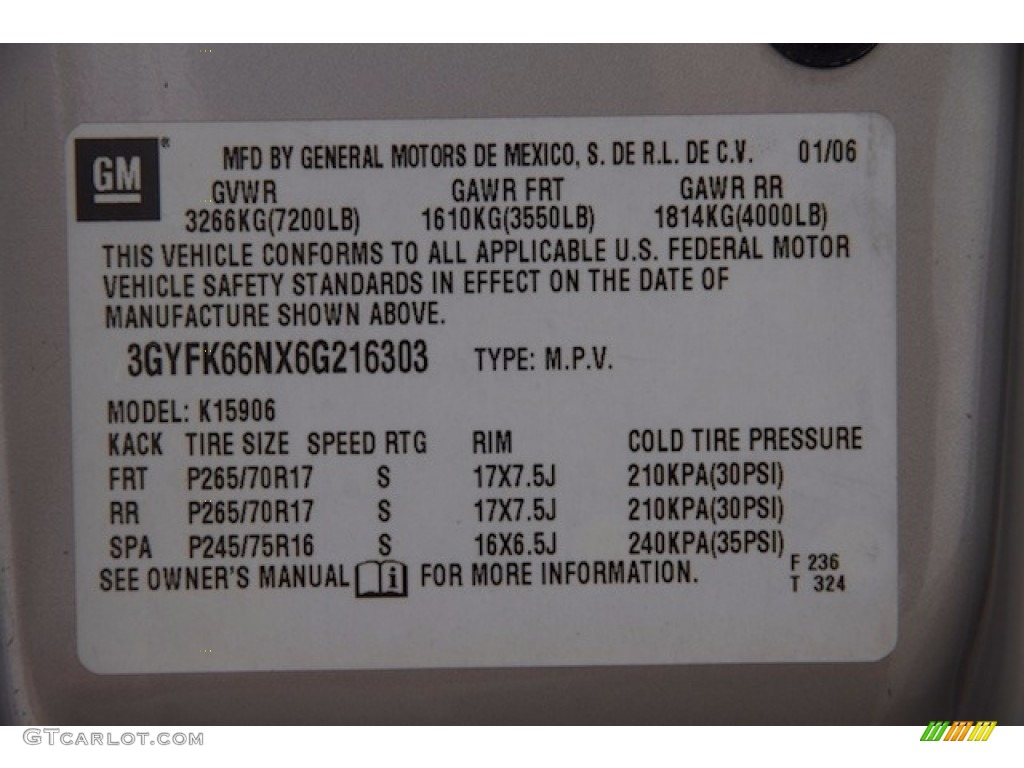 GM®
MFD BY GENERAL MOTORS DE MEXICO, S. DE R.L. DE C.V. 01/06
GVWR GAWR FRT GAWR RR
3266KG(7200LB) 1610KG(3550LB) 1814KG(4000LB)
THIS VEHICLE CONFORMS TO ALL APPLICABLE U.S. FEDERAL MOTOR
VEHICLE SAFETY STANDARDS IN EFFECT ON THE DATE OF
MANUFACTURE SHOWN ABOVE.
3GYFK66NX6G216303 TYPE: M.P.V.
MODEL: K15906
KACK TIRE SIZE SPEED RTG RIM COLD TIRE PRESSURE
FRT P265/70R17 S 17X7.5J 210KPA(30PSI)
RR P265/70R17 S 17X7.5J 210KPA(30PSI)
SPA P245/75R16 S 16X6.5J 240KPA(35PSI)
SEE OWNER'S MANUAL i FOR MORE INFORMATION.
F 236
T 324
GTCARLOT.COM